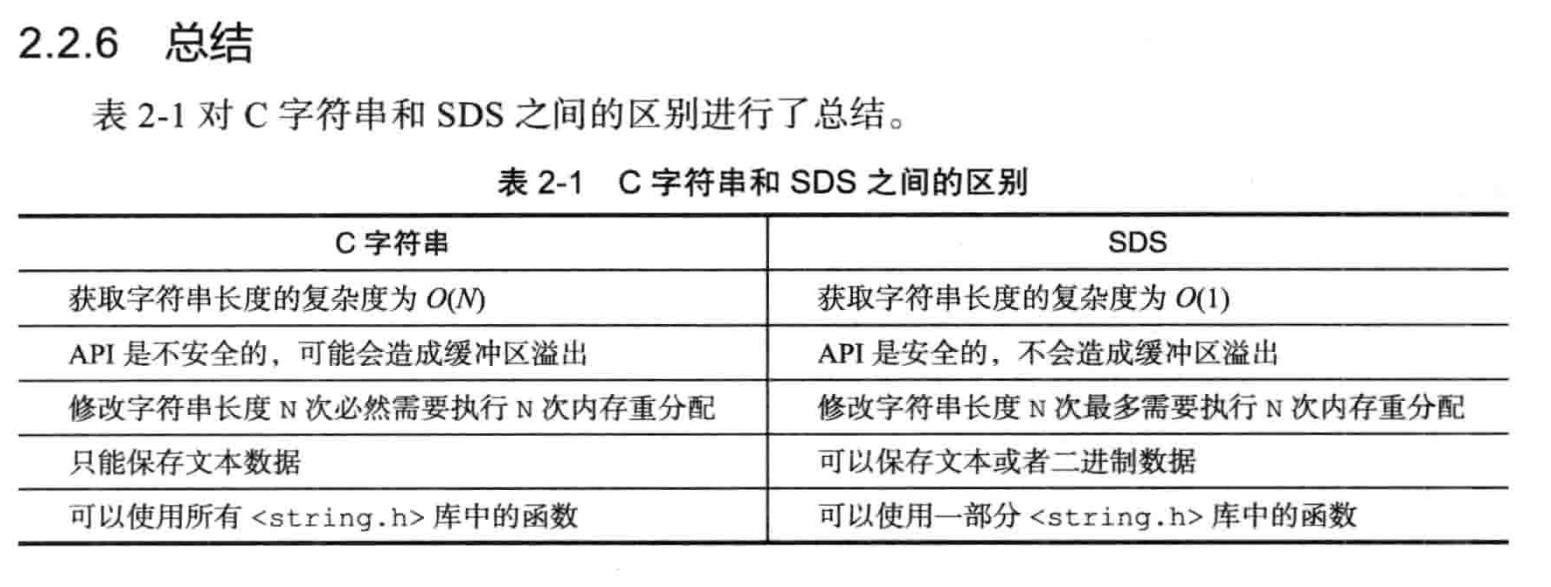 2.2.6 总结
表 2-1 对 C 字符串和 SDS 之间的区别进行了总结。
表 2-1 C 字符串和 SDS 之间的区别
C 字符串 SDS
获取字符串长度的复杂度为 O(N) 获取字符串长度的复杂度为 O(1)
API 是不安全的，可能会造成缓冲区溢出 API 是安全的，不会造成缓冲区溢出
修改字符串长度 N 次必然需要执行 N 次内存重分配 修改字符串长度 N 次最多需要执行 N 次内存重分配
只能保存文本数据 可以保存文本或者二进制数据
可以使用所有 <string.h> 库中的函数 可以使用一部分 <string.h> 库中的函数